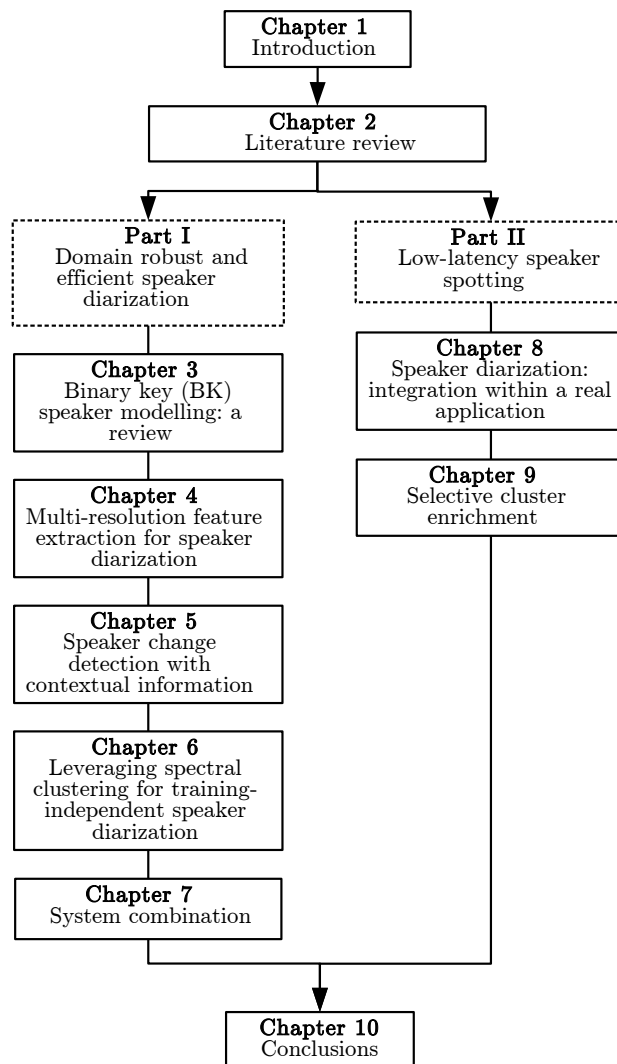 Chapter 1
Introduction
Chapter 2
Literature review
Part I
Domain robust and
efficient speaker
diarization
Part II
Low-latency speaker
spotting
Chapter 3
Binary key (BK)
speaker modelling: a
review
Chapter 4
Multi-resolution feature
extraction for speaker
diarization
Chapter 5
Speaker change
detection with
contextual information
Chapter 6
Leveraging spectral
clustering for training-
independent speaker
diarization
Chapter 7
System combination
Chapter 8
Speaker diarization:
integration within a real
application
Chapter 9
Selective cluster
enrichment
Chapter 10
Conclusions